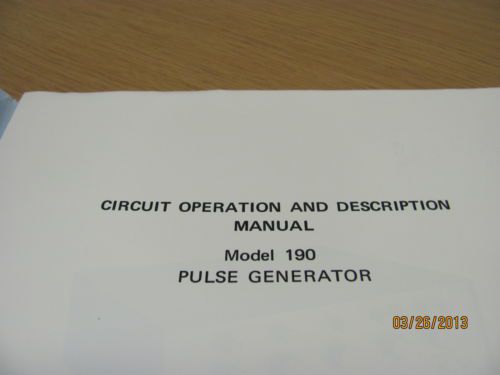 CIRCUIT OPERATION AND DESCRIPTION
MANUAL
Model 190
PULSE GENERATOR
03/26/2013